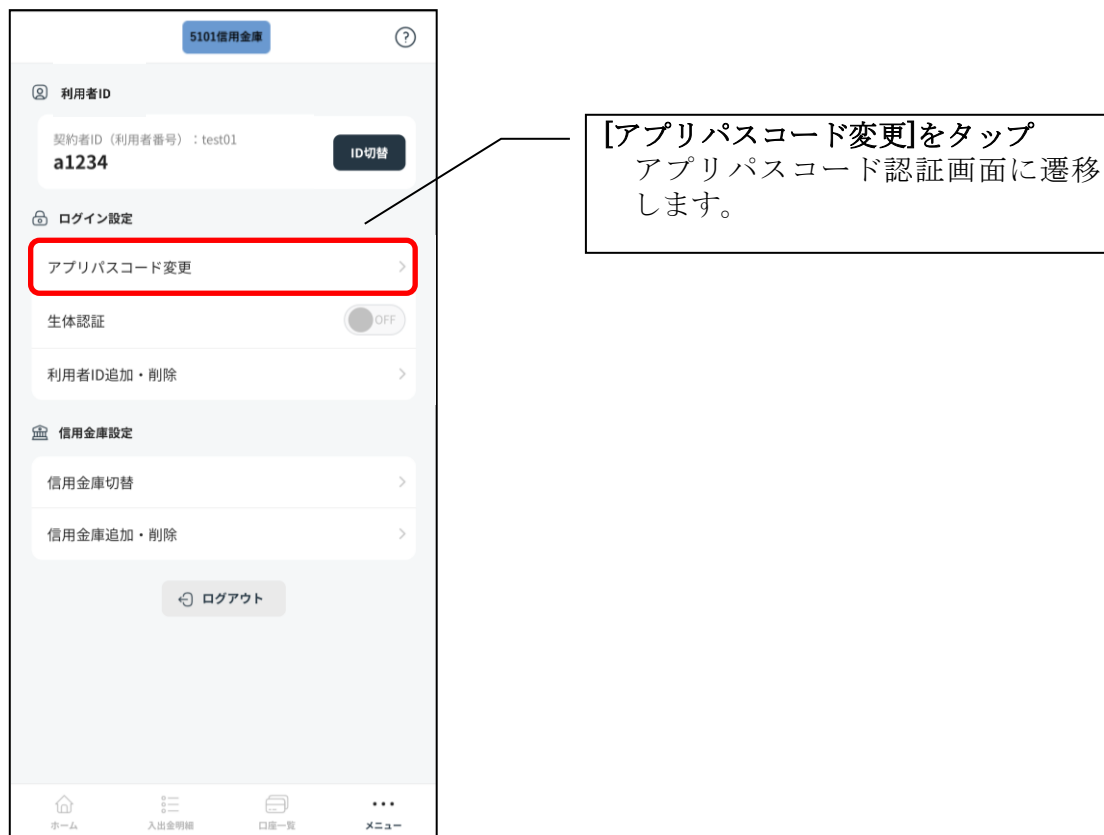 5101信用金庫
?
利用者ID
契約者ID（利用者番号）：test01
a1234
ID切替
ログイン設定
アプリパスコード変更
生体認証
OFF
利用者ID追加・削除
信用金庫設定
信用金庫切替
信用金庫追加・削除
ログアウト
ホーム
入出金明細
口座一覧
メニュー
[アプリパスコード変更]をタップ
アプリパスコード認証画面に遷移
します。